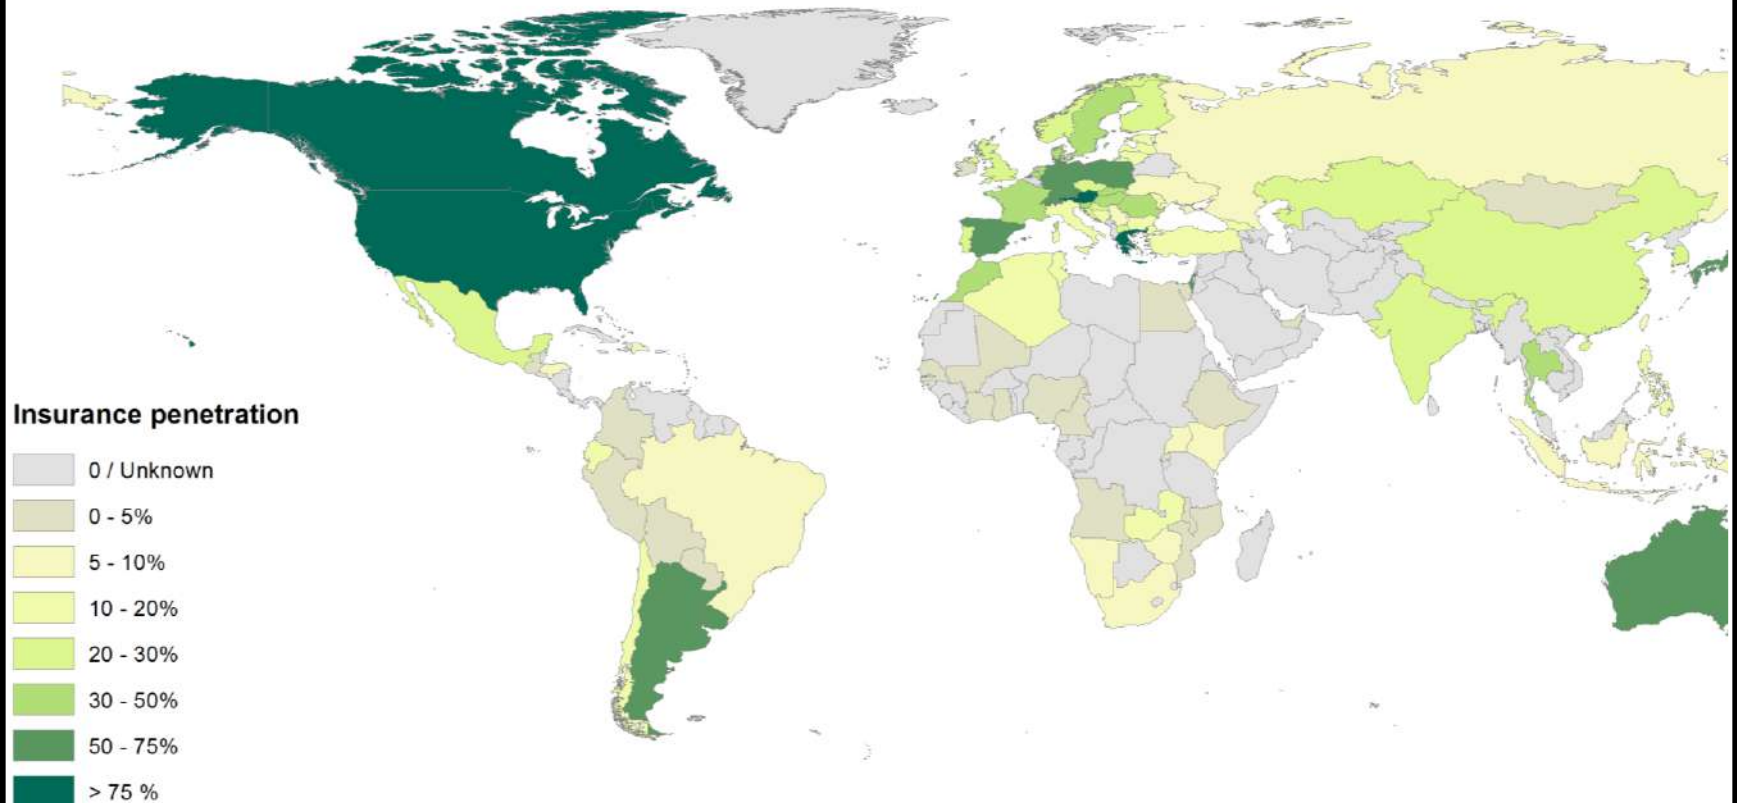 Insurance penetration
0 / Unknown
0 - 5%
5 - 10%
10 - 20%
20 - 30%
30 - 50%
50 - 75%
> 75 %